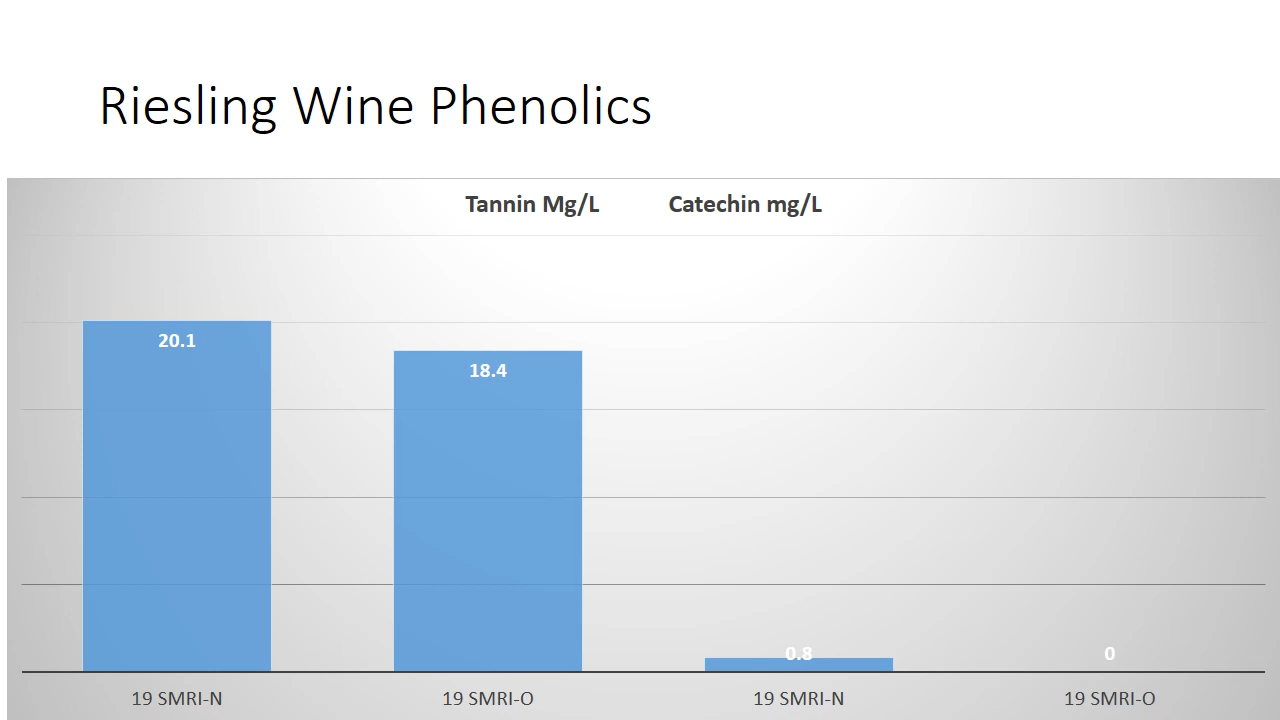 Riesling Wine Phenolics
Tannin Mg/L Catechin mg/L
20.1
18.4
0.8
0
19 SMRI-N 19 SMRI-O 19 SMRI-N 19 SMRI-O